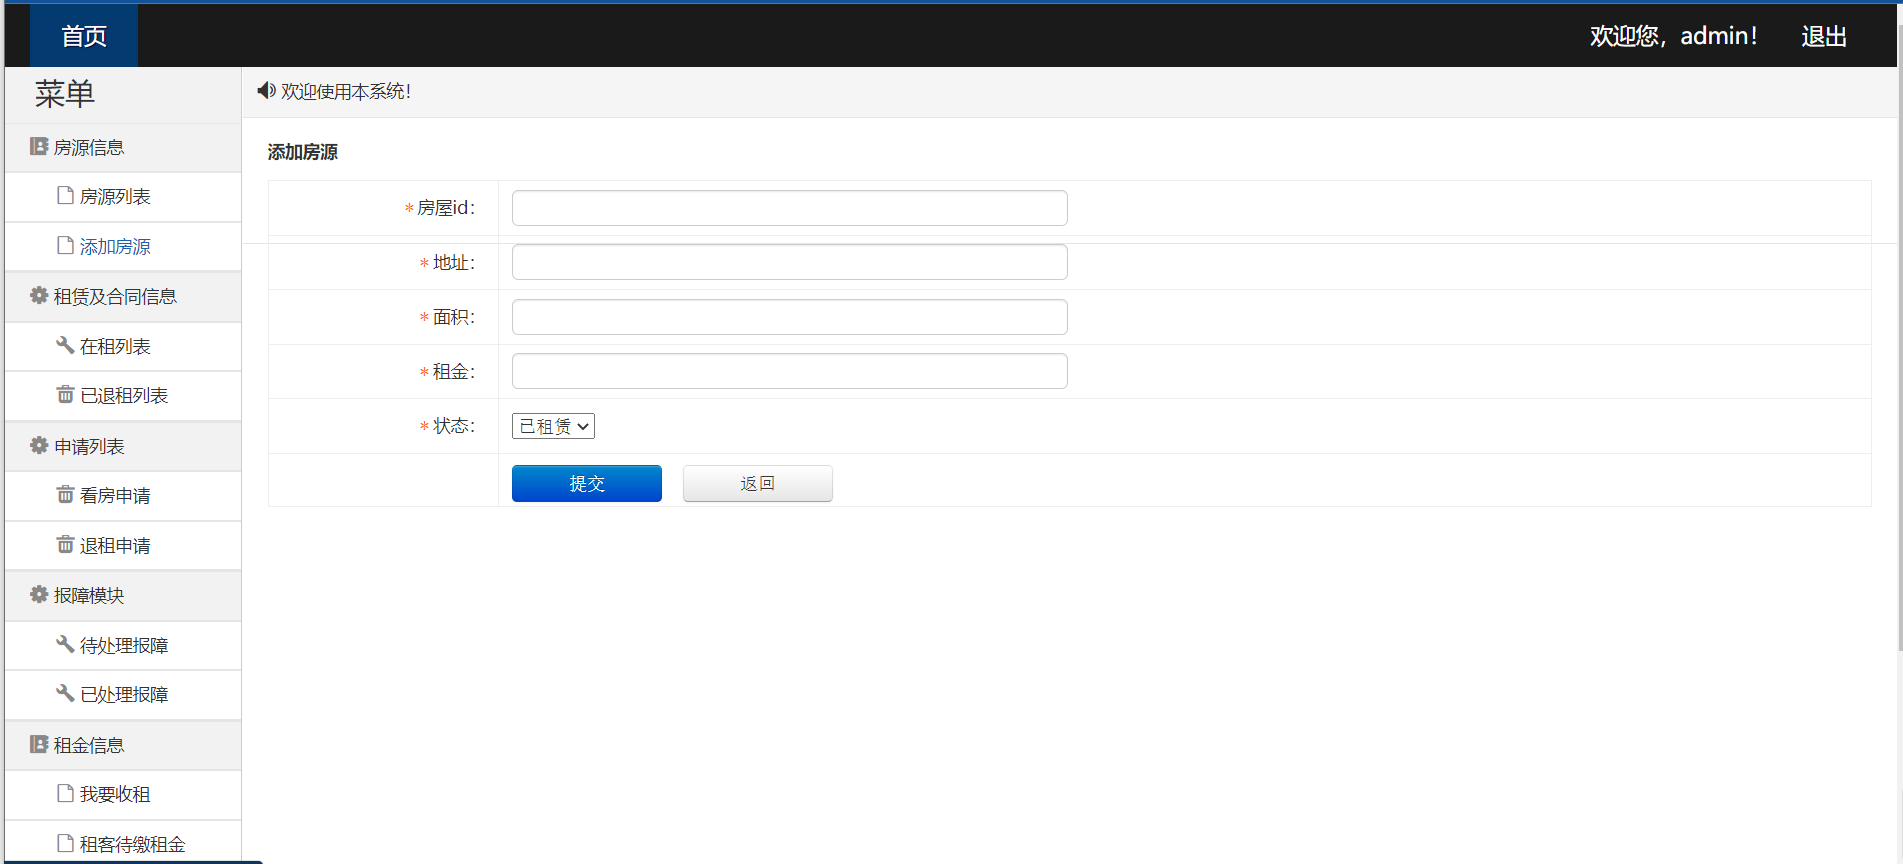 首页
欢迎您，admin！ 退出
菜单
欢迎使用本系统！
房源信息
房源列表
添加房源
租赁及合同信息
在租列表
已退租列表
申请列表
看房申请
退租申请
报障模块
待处理报障
已处理报障
租金信息
我要收租
租客待缴租金
添加房源
*房屋id：
*地址：
*面积：
*租金：
*状态： 已租赁
提交 返回